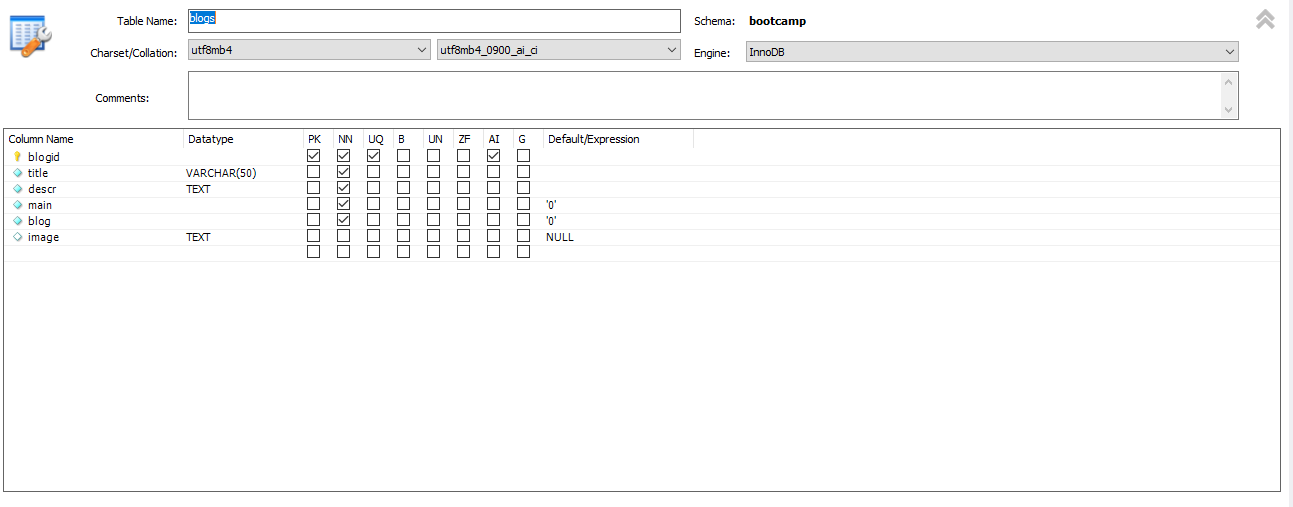 Table Name: blogs Schema: bootcamp
Charset/Collation: utf8mb4 utf8mb4_0900_ai_ci Engine: InnoDB
Comments:
Column Name Datatype PK NN UQ B UN ZF AI G Default/Expression
blogid
title VARCHAR(50)
descr TEXT
main '0'
blog '0'
image TEXT NULL